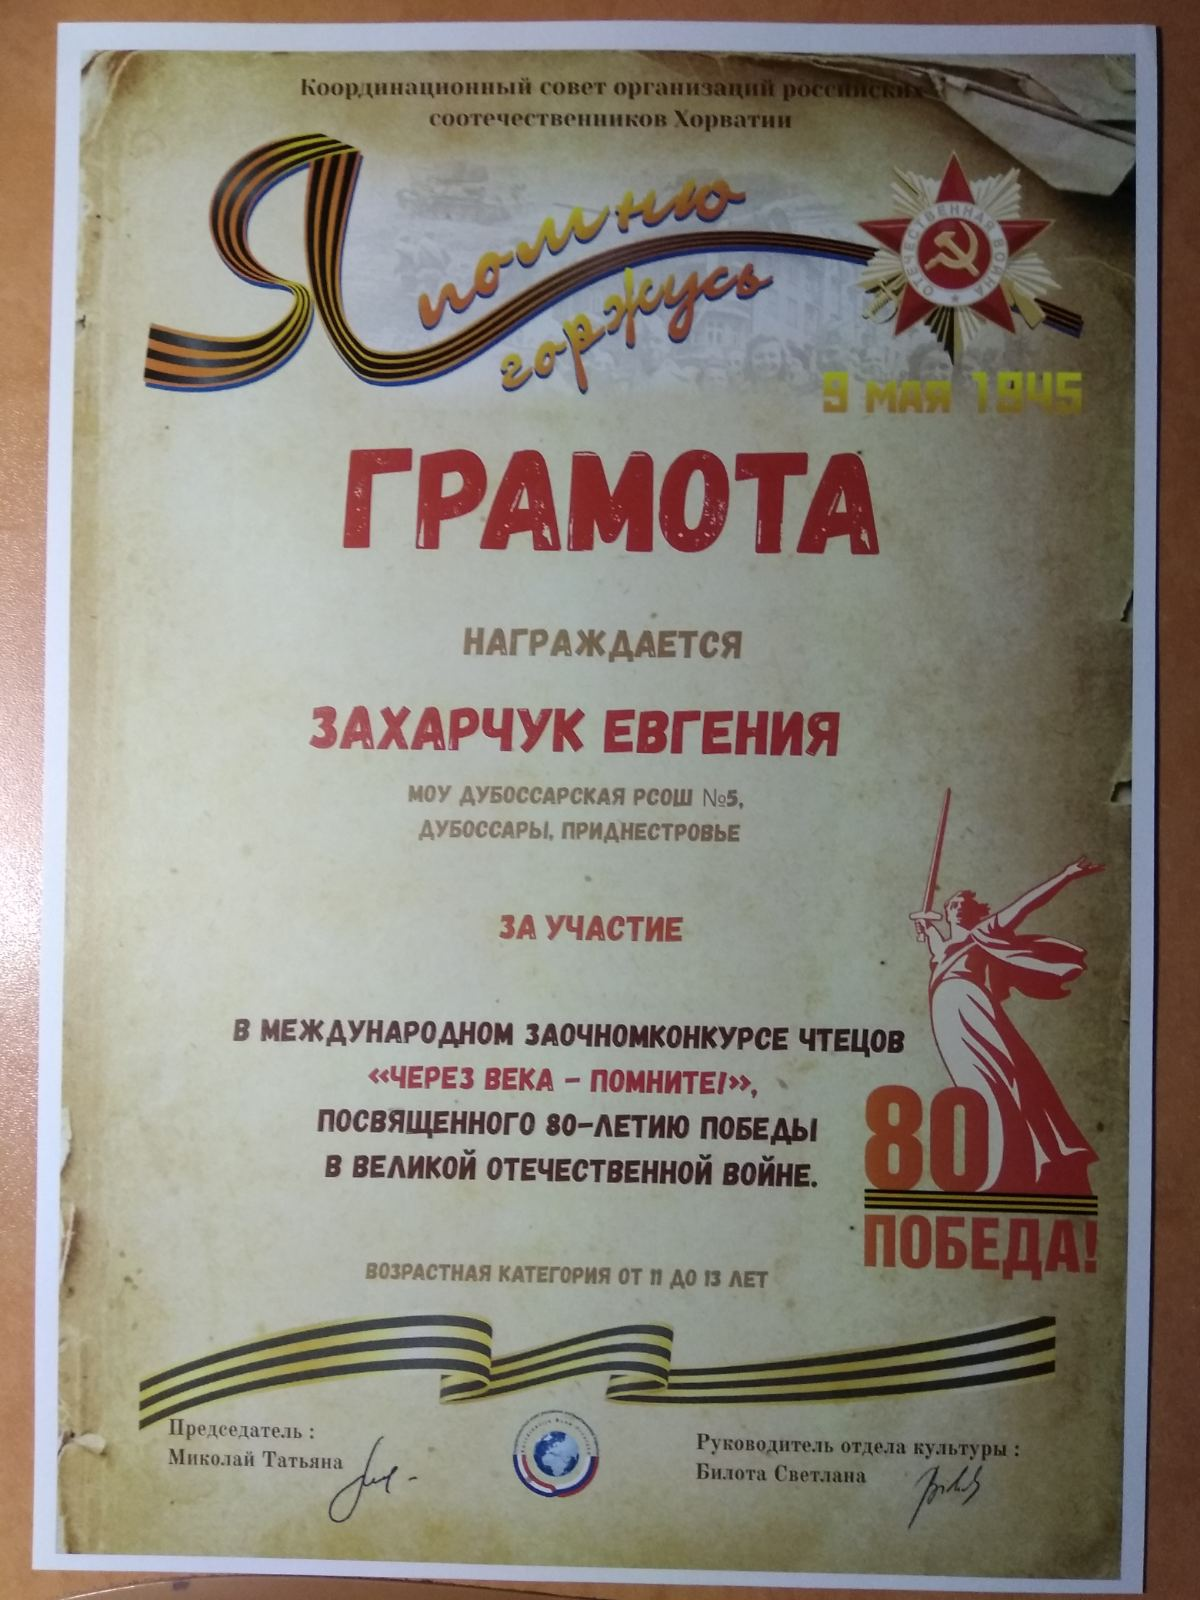 Координационный совет организаций российских
соотечественников Хорватии
Я помню
горжусь
ОТЕЧЕСТВЕННАЯ ВОЙНА
9 МАЯ 1945
ГРАМОТА
НАГРАЖДАЕТСЯ
ЗАХАРЧУК ЕВГЕНИЯ
МОУ ДУБОССАРСКАЯ РСОШ №5,
ДУБОССАРЫ, ПРИДНЕСТРОВЬЕ
ЗА УЧАСТИЕ
В МЕЖДУНАРОДНОМ ЗАОЧНОМКОНКУРСЕ ЧТЕЦОВ
«ЧЕРЕЗ ВЕКА – ПОМНИТЕ!»,
ПОСВЯЩЕННОГО 80-ЛЕТИЮ ПОБЕДЫ
В ВЕЛИКОЙ ОТЕЧЕСТВЕННОЙ ВОЙНЕ.
80
ПОБЕДА!
ВОЗРАСТНАЯ КАТЕГОРИЯ ОТ 11 ДО 13 ЛЕТ
Председатель :
Миколай Татьяна
Руководитель отдела культуры :
Билота Светлана